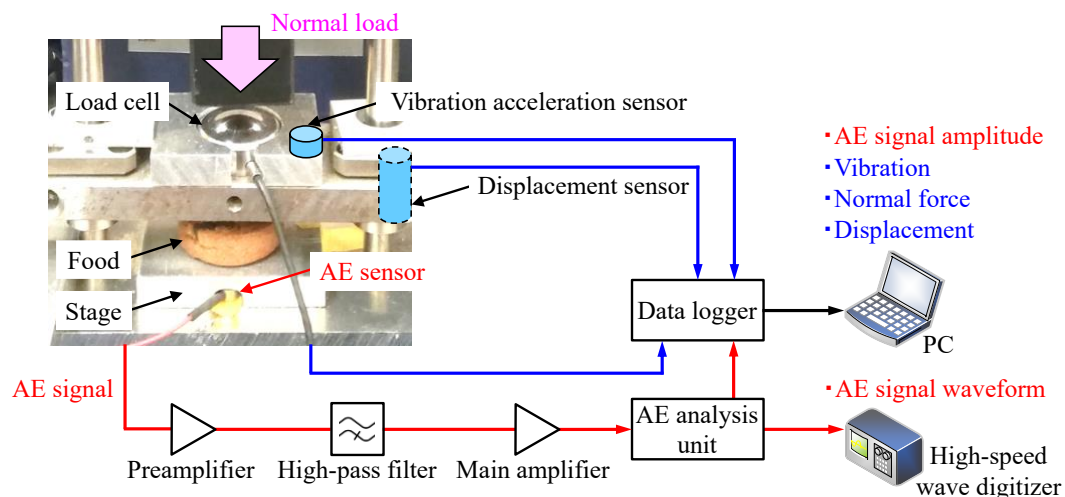 Normal load
Load cell
Vibration acceleration sensor
Displacement sensor
Food
AE sensor
Stage
・AE signal amplitude
・Vibration
・Normal force
・Displacement
Data logger
PC
AE signal
・AE signal waveform
AE analysis
unit
Preamplifier
High-pass filter
Main amplifier
High-speed
wave digitizer